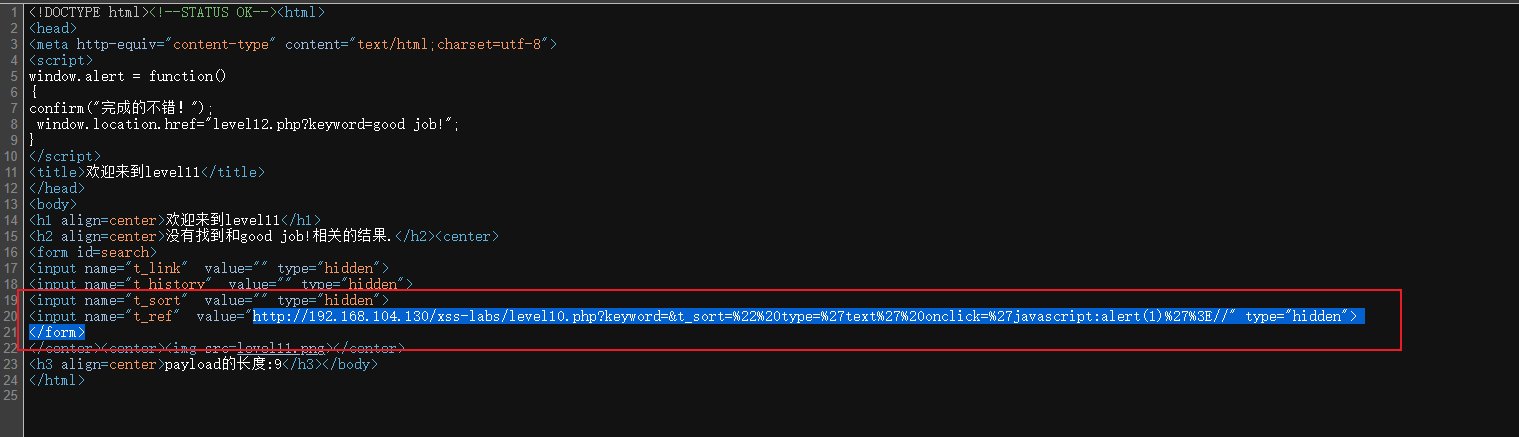 1 <!DOCTYPE html><!--STATUS OK--><html>
2 <head>
3 <meta http-equiv="content-type" content="text/html;charset=utf-8">
4 <script>
5 window.alert = function()
6 {
7 confirm("完成的不错！");
8 window.location.href="level12.php?keyword=good job!";
9 }
10 </script>
11 <title>欢迎来到level11</title>
12 </head>
13 <body>
14 <h1 align=center>欢迎来到level11</h1>
15 <h2 align=center>没有找到和good job!相关的结果.</h2><center>
16 <form id=search>
17 <input name="t_link"  value="" type="hidden">
18 <input name="t_history"  value="" type="hidden">
19 <input name="t_sort"  value="" type="hidden">
20 <input name="t_ref"  value="http://192.168.104.130/xss-labs/level10.php?keyword=&t_sort=%22%20type=%27text%27%20onclick=%27javascript:alert(1)%27%3E//" type="hidden">
21 </form>
22 </center><center><img src=level11.png></center>
23 <h3 align=center>payload的长度:9</h3></body>
24 </html>
25